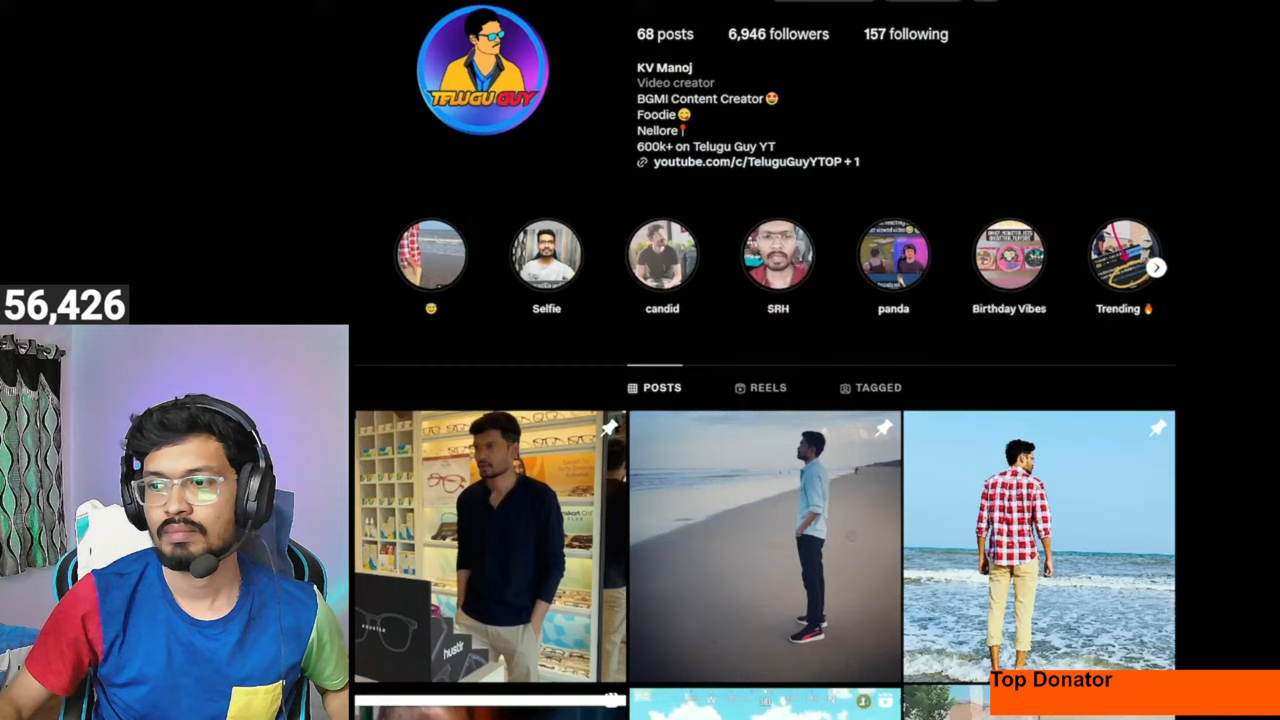 68 posts 6,946 followers 157 following
KV Manoj
Video creator
BGMI Content Creator😍
Foodie😋
Nellore📍
600k+ on Telugu Guy YT
youtube.com/c/TeluguGuyYTOP + 1
TELUGU GUY
😇 Selfie candid SRH panda Birthday Vibes Trending 🔥
56,426
POSTS REELS TAGGED
hustlr
Top Donator